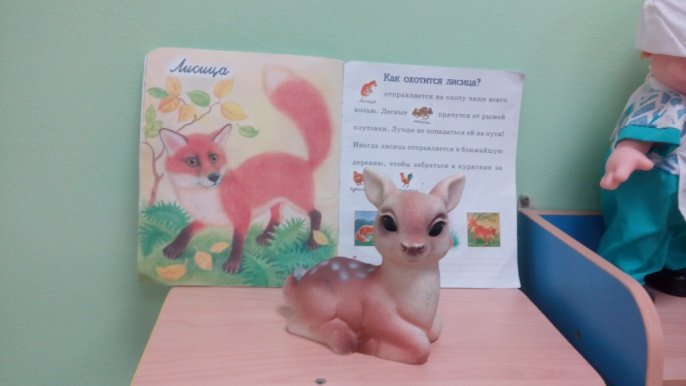 Лисица
Как охотится лисица?
лисица
отправляется на охоту чаще всего
ночью. Лесные
прячутся от рыжей
плутовки. Лучше не попадаться ей на пути!
Иногда лисица отправляется в ближайшую
деревню, чтобы забраться в курятник за